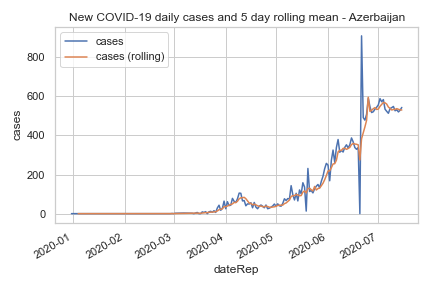 New COVID-19 daily cases and 5 day rolling mean - Azerbaijan
cases
cases (rolling)
cases
800
600
400
200
0
2020-01
2020-02
2020-03
2020-04
2020-05
2020-06
2020-07
dateRep